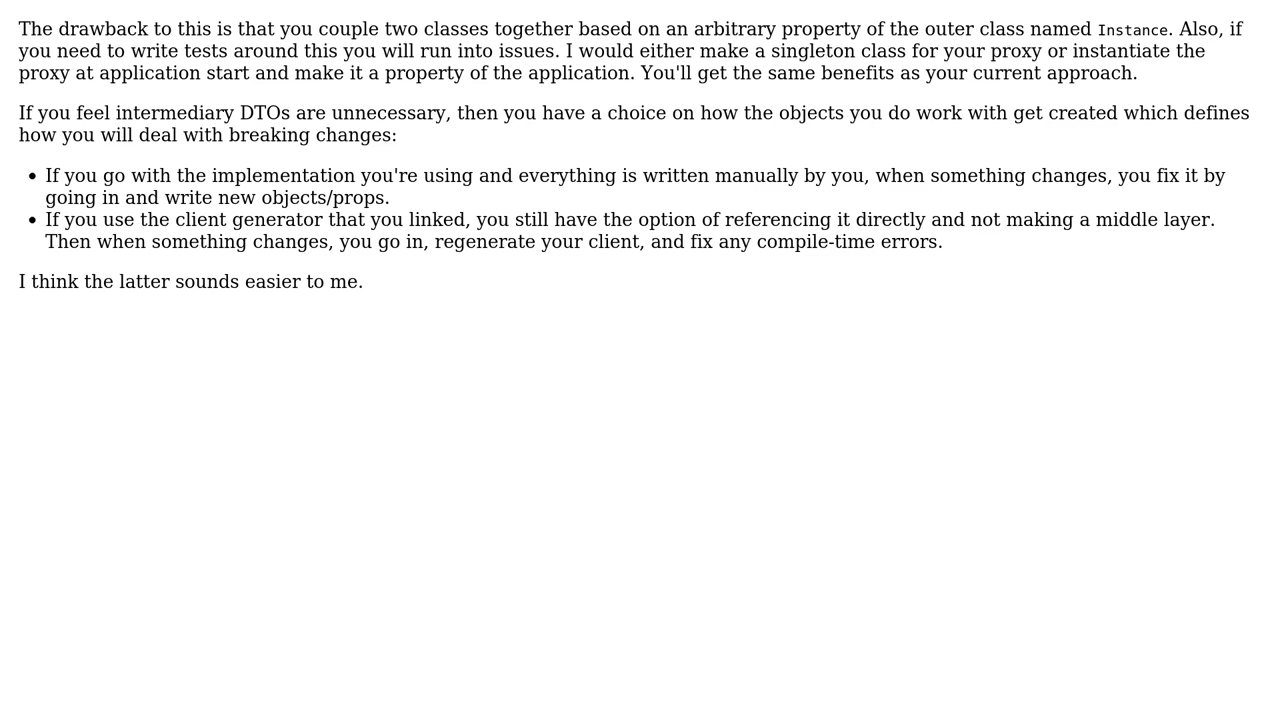 The drawback to this is that you couple two classes together based on an arbitrary property of the outer class named Instance. Also, if
you need to write tests around this you will run into issues. I would either make a singleton class for your proxy or instantiate the
proxy at application start and make it a property of the application. You'll get the same benefits as your current approach.
If you feel intermediary DTOs are unnecessary, then you have a choice on how the objects you do work with get created which defines
how you will deal with breaking changes:
• If you go with the implementation you're using and everything is written manually by you, when something changes, you fix it by
going in and write new objects/props.
• If you use the client generator that you linked, you still have the option of referencing it directly and not making a middle layer.
Then when something changes, you go in, regenerate your client, and fix any compile-time errors.
I think the latter sounds easier to me.